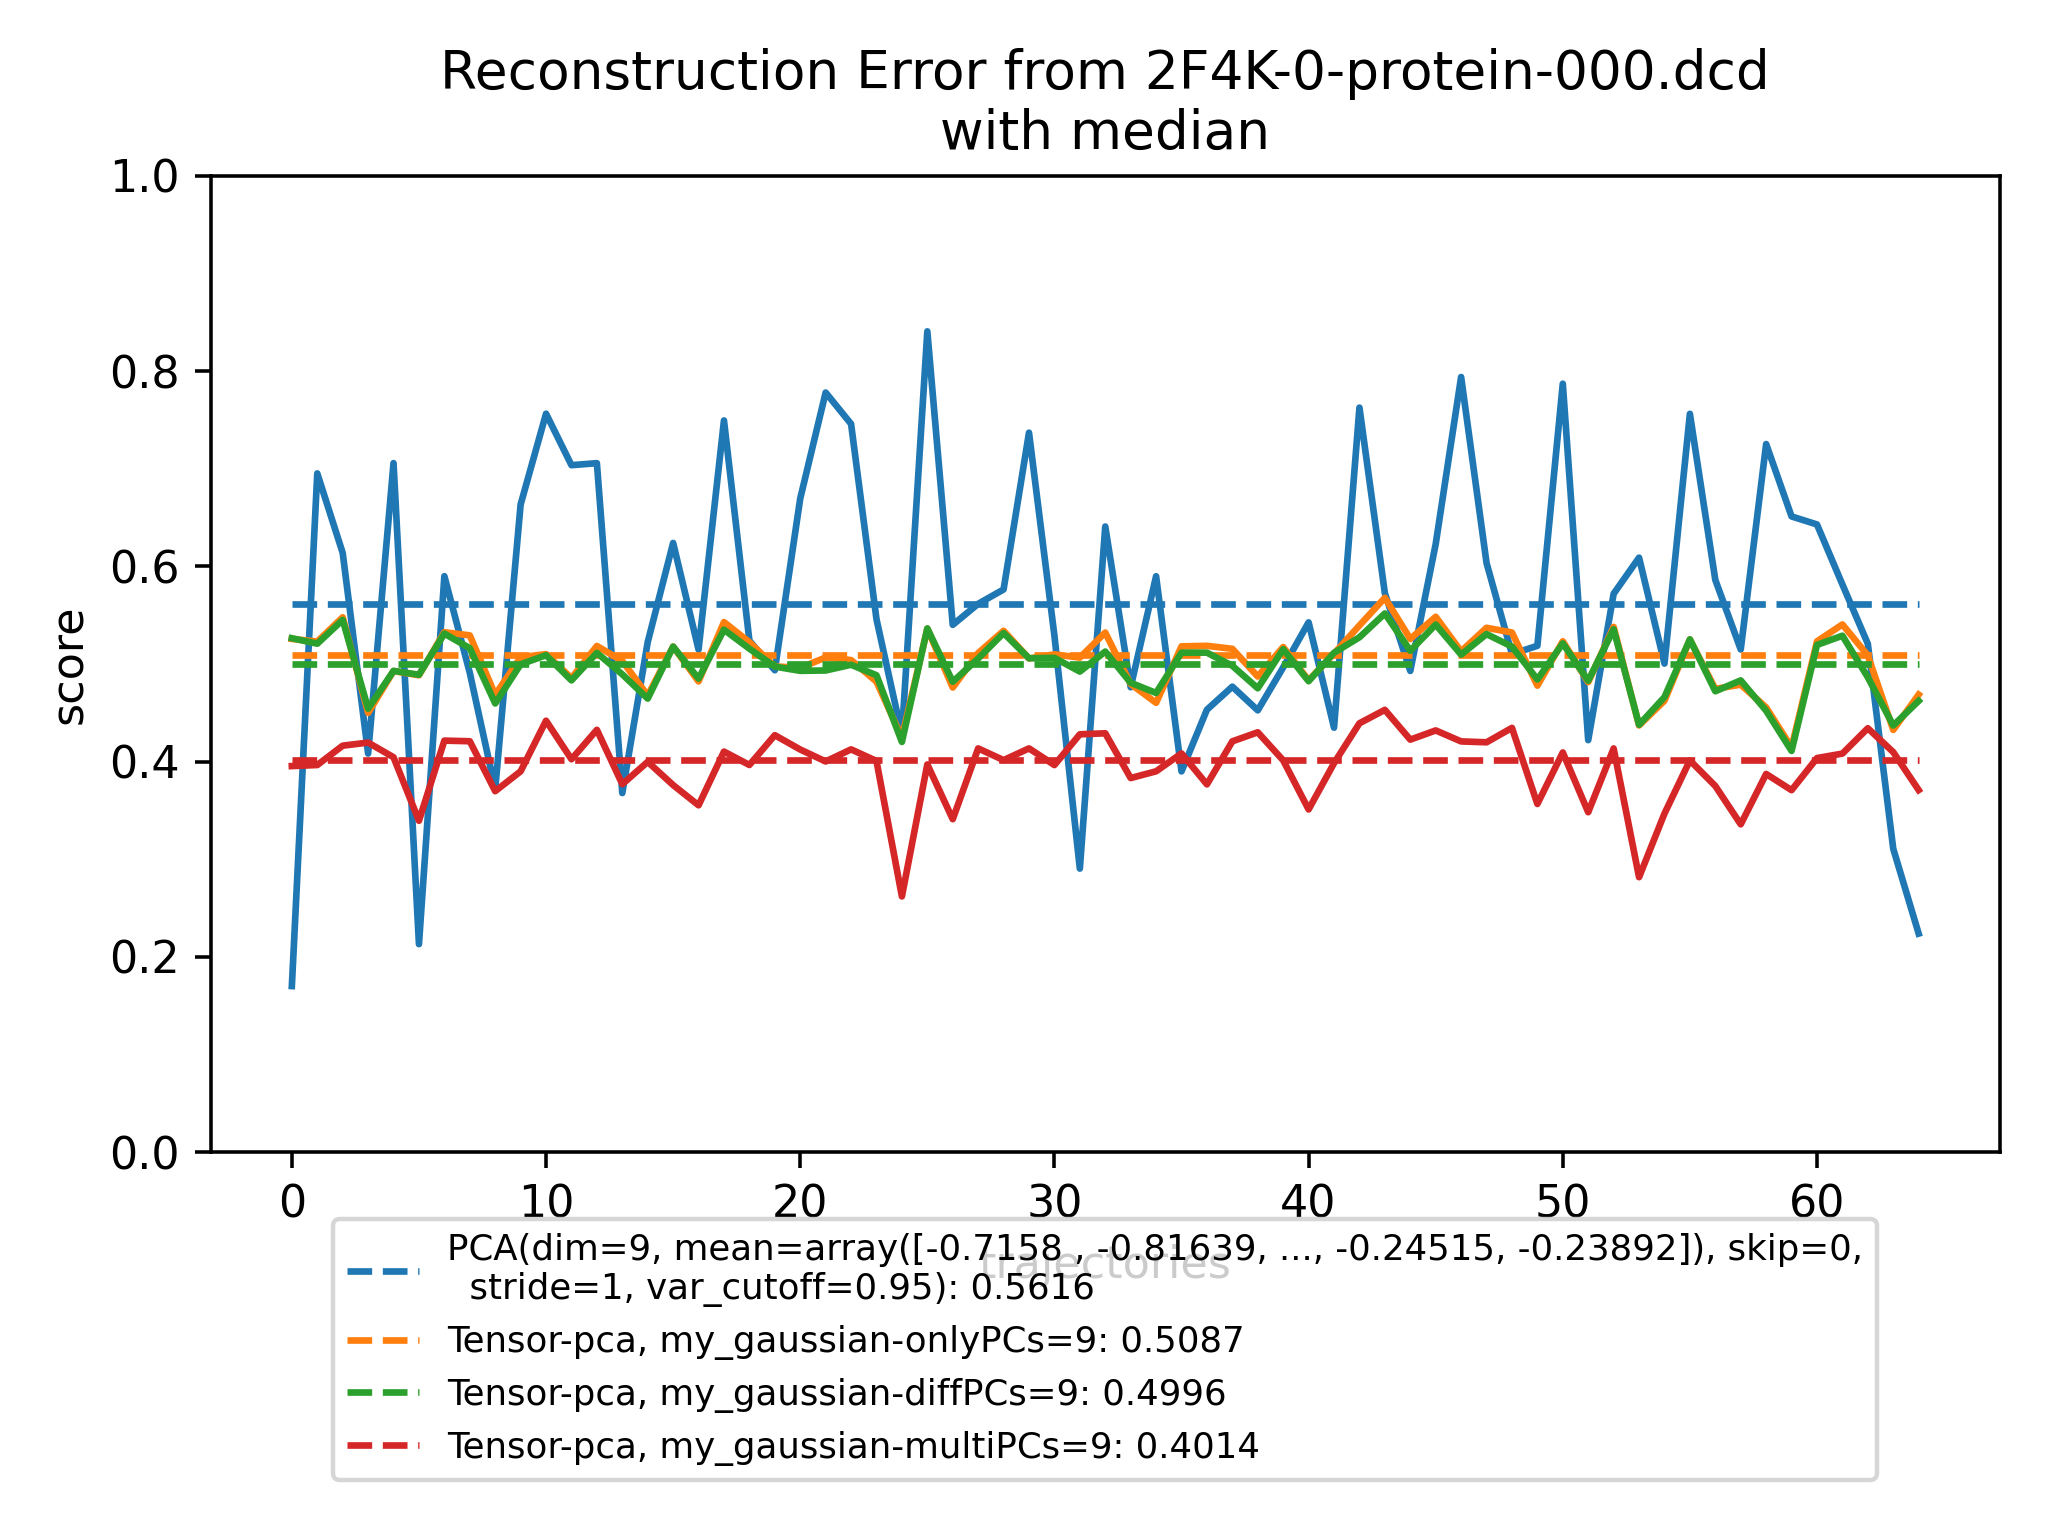 Reconstruction Error from 2F4K-0-protein-000.dcd
with median
1.0
0.8
0.6
0.4
0.2
0.0
score
0 10 20 30 40 50 60
trajectories
PCA(dim=9, mean=array([-0.7158 , -0.81639, ..., -0.24515, -0.23892]), skip=0,
stride=1, var_cutoff=0.95): 0.5616
Tensor-pca, my_gaussian-onlyPCs=9: 0.5087
Tensor-pca, my_gaussian-diffPCs=9: 0.4996
Tensor-pca, my_gaussian-multiPCs=9: 0.4014